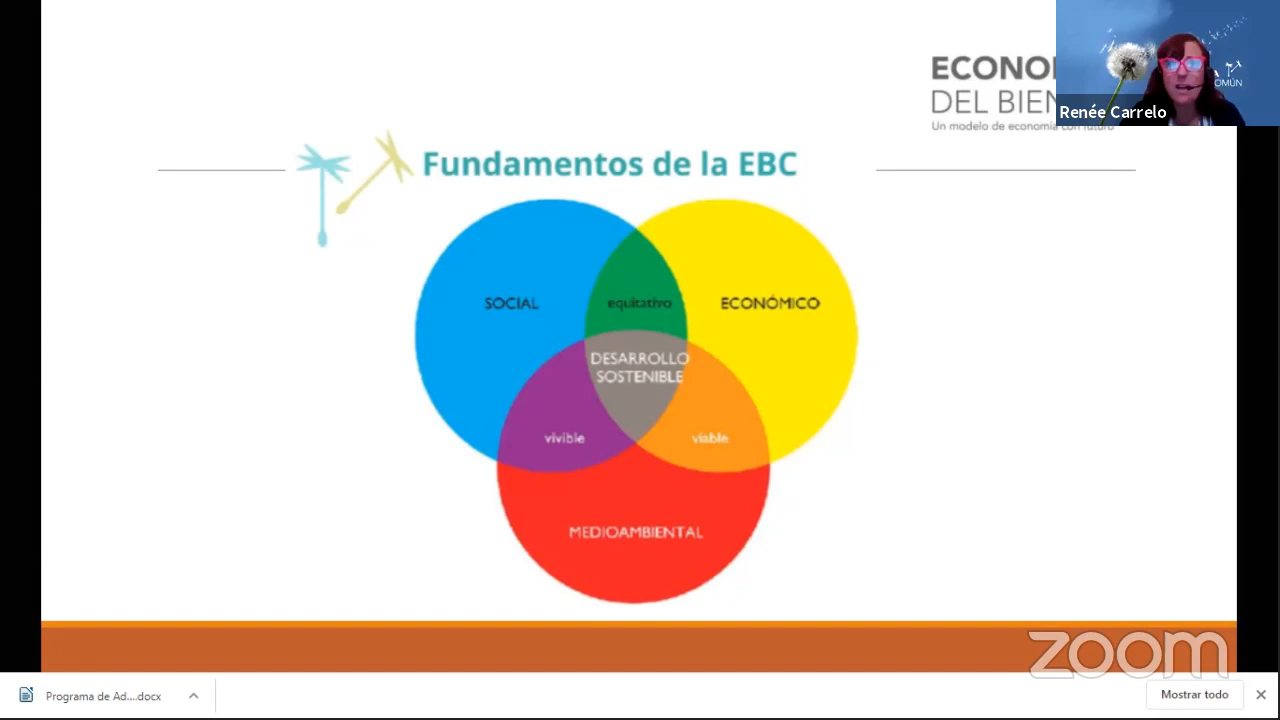 ECONO
DEL BIEN
Un modelo de economía con futuro
OMÚN
Renée Carrelo
Fundamentos de la EBC
SOCIAL
equitativo
ECONÓMICO
DESARROLLO
SOSTENIBLE
vivible
viable
MEDIOAMBIENTAL
zoom
Programa de Ad....docx
Mostrar todo